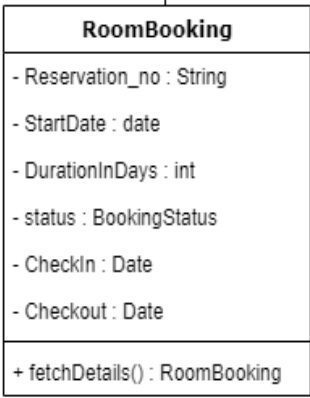 RoomBooking
- Reservation_no : String
- StartDate : date
- DurationInDays : int
- status : BookingStatus
- CheckIn : Date
- Checkout : Date
+ fetchDetails() : RoomBooking